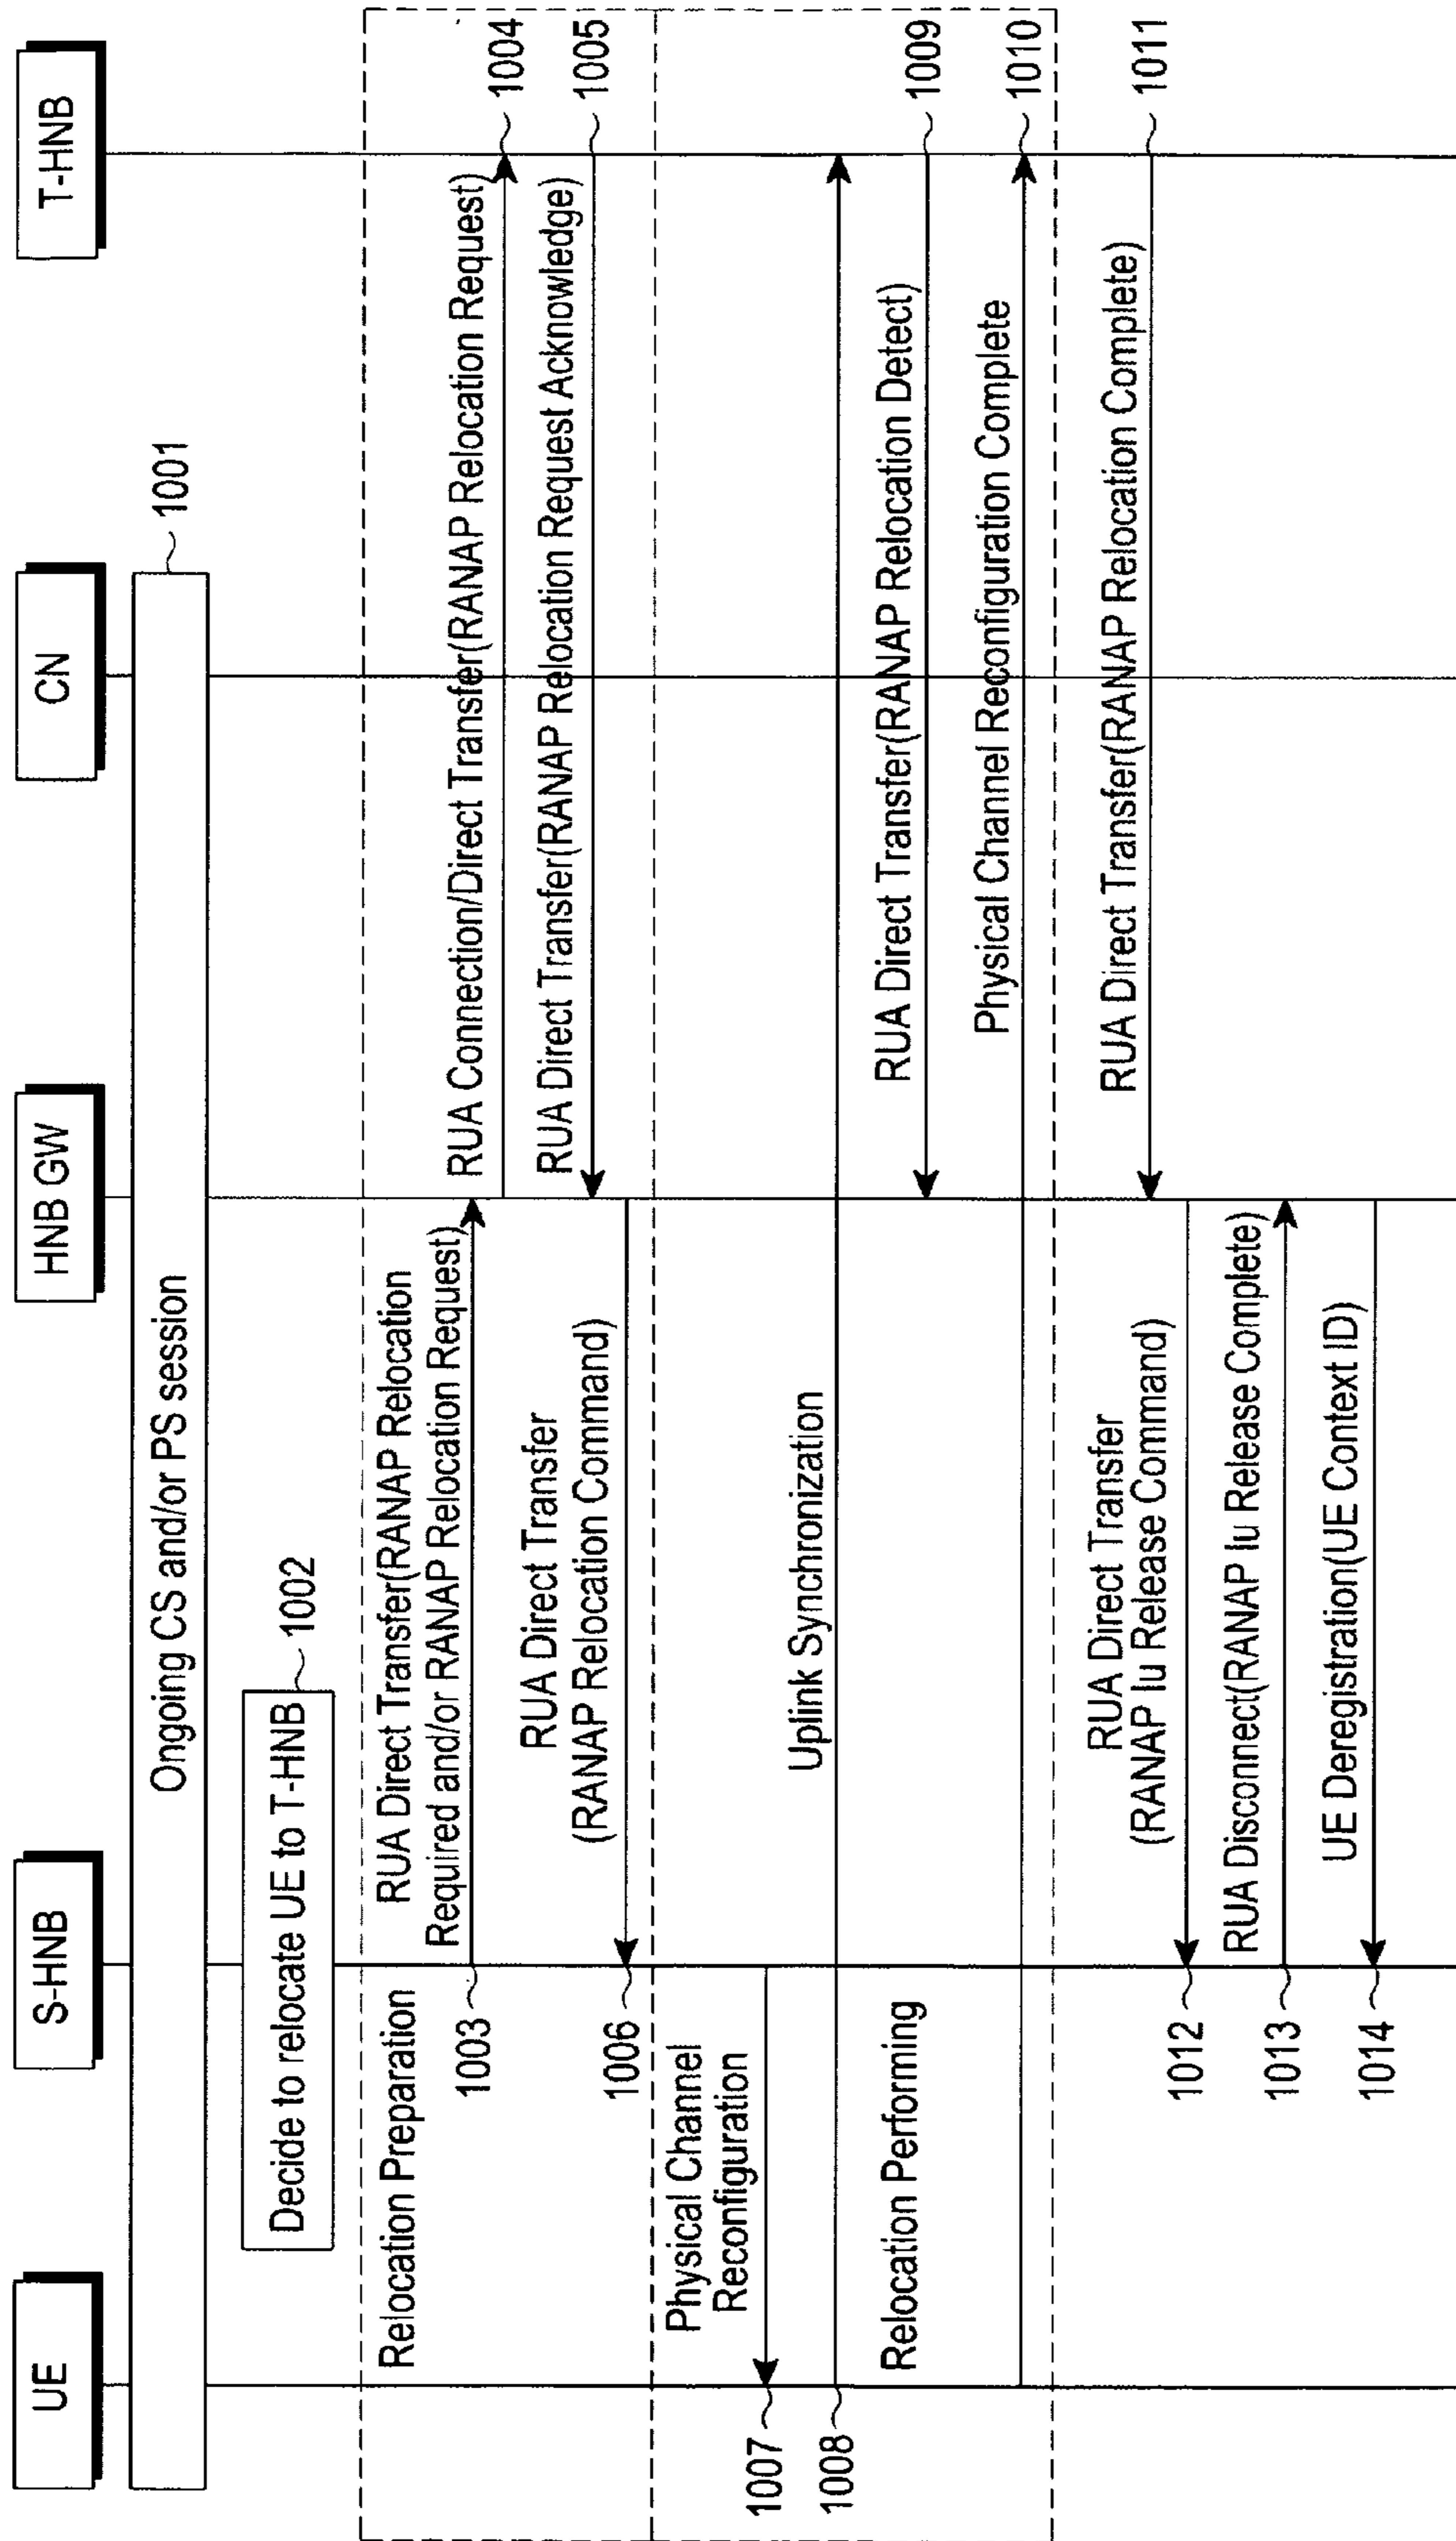 UE
S-HNB
HNB GW
CN
T-HNB
Ongoing CS and/or PS session
1001
Decide to relocate UE to T-HNB
1002
Relocation Preparation
RUA Direct Transfer(RANAP Relocation
Required and/or RANAP Relocation Request)
1003
RUA Connection/Direct Transfer(RANAP Relocation Request)
1004
RUA Direct Transfer(RANAP Relocation Request Acknowledge)
1005
RUA Direct Transfer
(RANAP Relocation Command)
1006
Physical Channel
Reconfiguration
1007
Uplink Synchronization
1008
Relocation Performing
RUA Direct Transfer(RANAP Relocation Detect)
1009
Physical Channel Reconfiguration Complete
1010
RUA Direct Transfer(RANAP Relocation Complete)
1011
RUA Direct Transfer
(RANAP Iu Release Command)
1012
RUA Disconnect(RANAP Iu Release Complete)
1013
UE Deregistration(UE Context ID)
1014